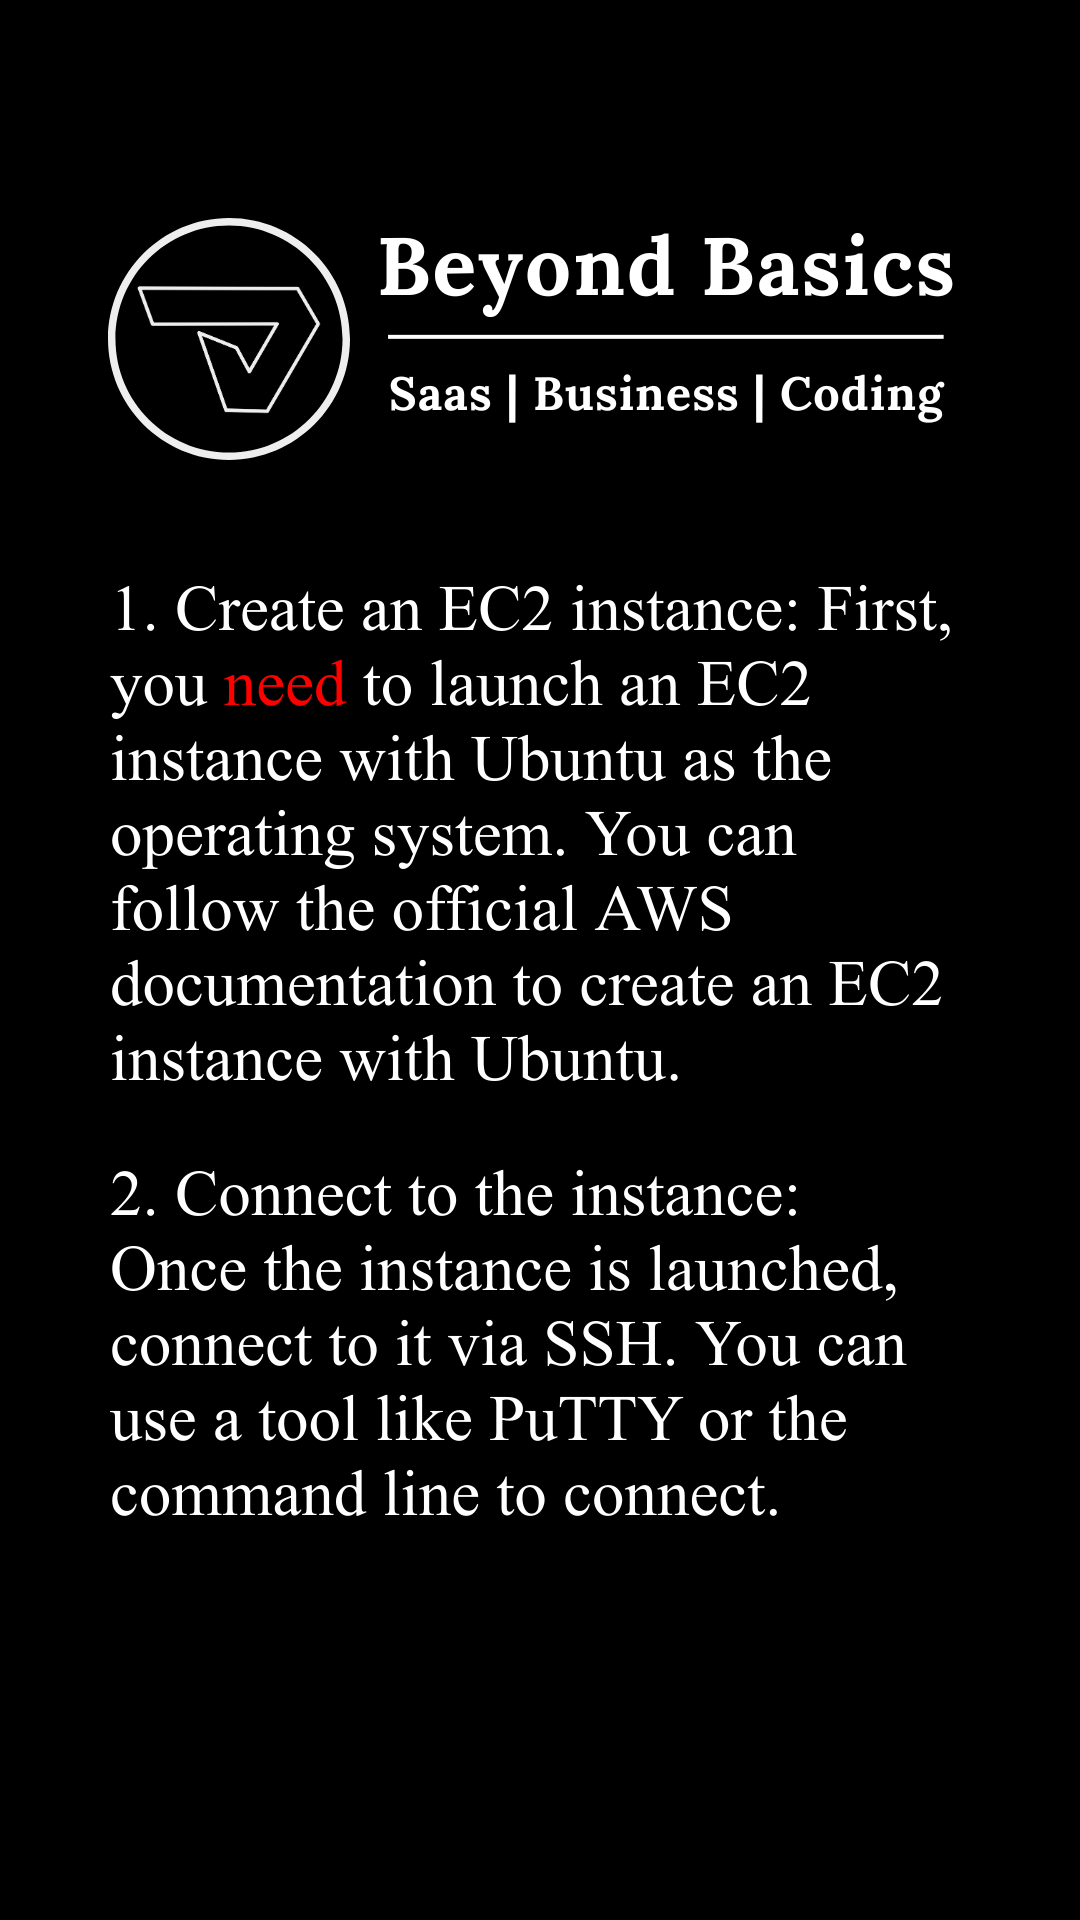 Beyond Basics
Saas | Business | Coding
1. Create an EC2 instance: First,
you need to launch an EC2
instance with Ubuntu as the
operating system. You can
follow the official AWS
documentation to create an EC2
instance with Ubuntu.
2. Connect to the instance:
Once the instance is launched,
connect to it via SSH. You can
use a tool like PuTTY or the
command line to connect.